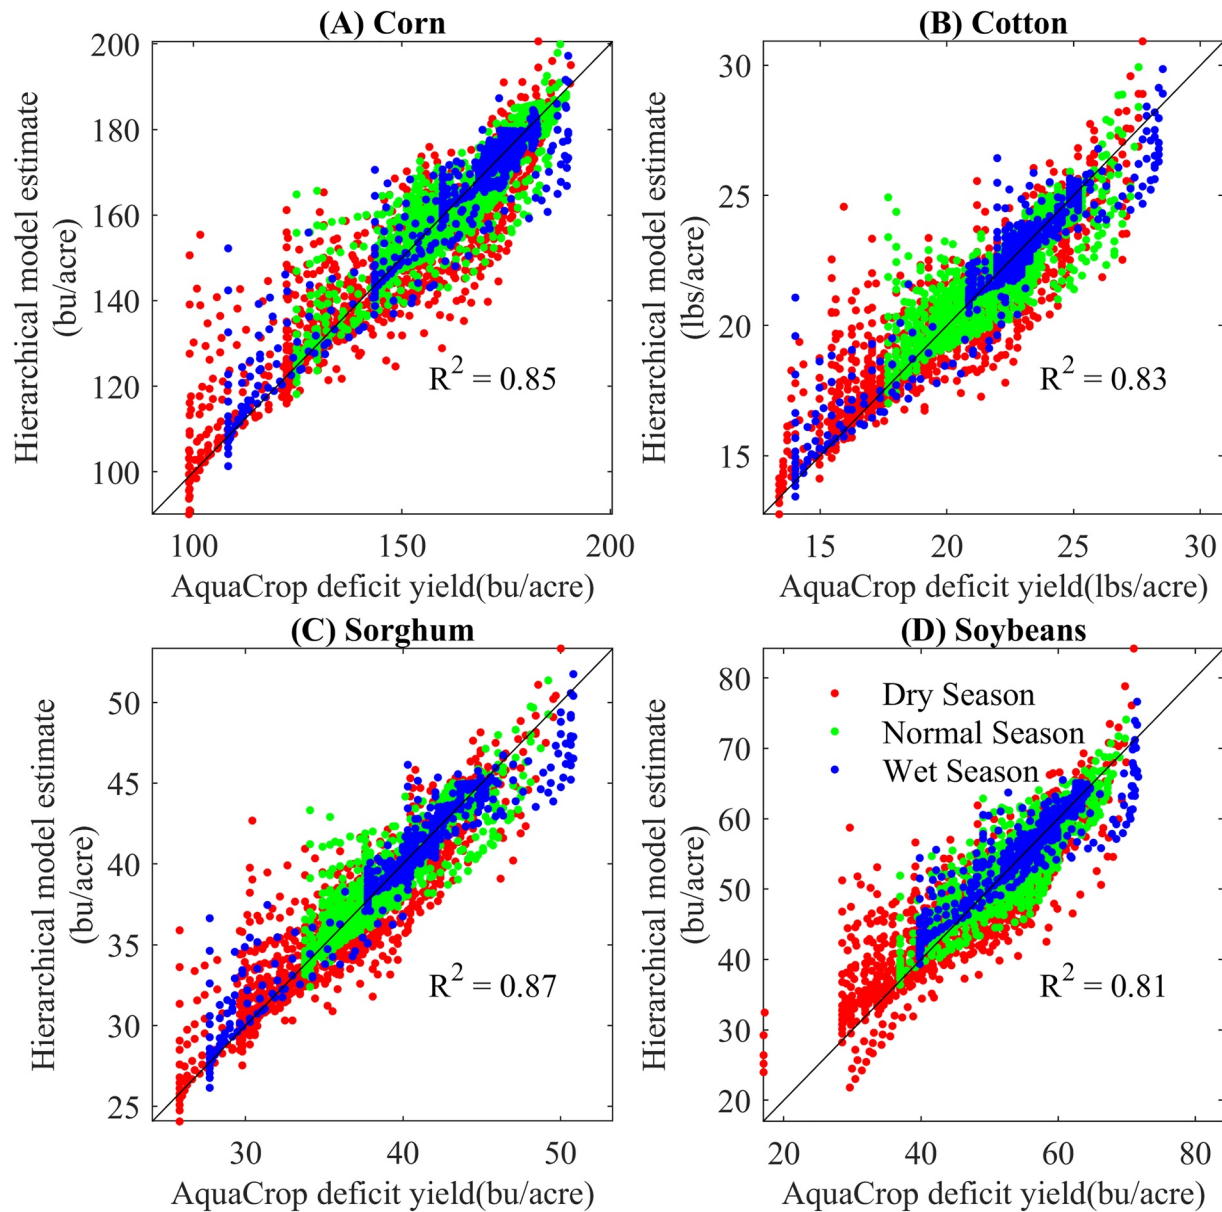 (A) Corn
(B) Cotton
Hierarchical model estimate
(bu/acre)
200
180
160
140
120
100
R2 = 0.85
100
150
200
AquaCrop deficit yield(bu/acre)
Hierarchical model estimate
(lbs/acre)
30
25
20
15
R2 = 0.83
15
20
25
30
AquaCrop deficit yield(lbs/acre)
(C) Sorghum
(D) Soybeans
Hierarchical model estimate
(bu/acre)
50
45
40
35
30
25
R2 = 0.87
30
40
50
AquaCrop deficit yield(bu/acre)
Hierarchical model estimate
(bu/acre)
80
70
60
50
40
30
20
Dry Season
Normal Season
Wet Season
R2 = 0.81
20
40
60
80
AquaCrop deficit yield(bu/acre)